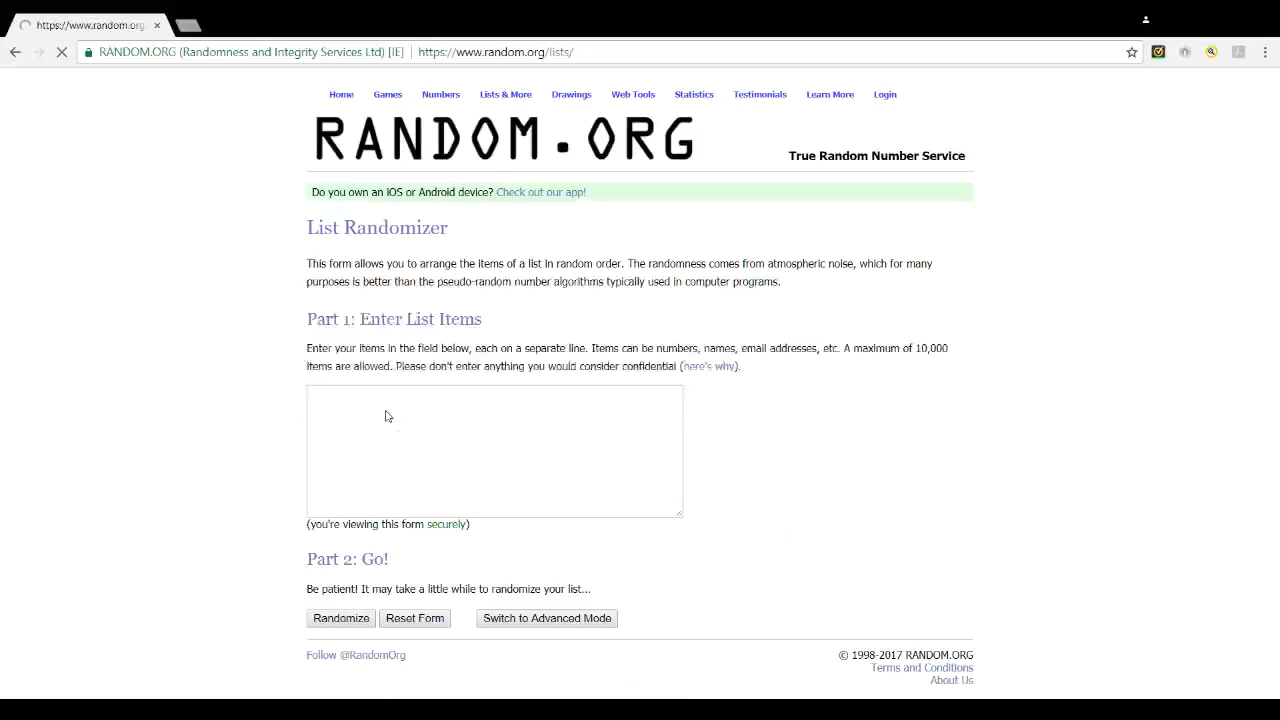 https://www.random.org
RANDOM.ORG (Randomness and Integrity Services Ltd) [IE] https://www.random.org/lists/
Home Games Numbers Lists & More Drawings Web Tools Statistics Testimonials Learn More Login
RANDOM.ORG
True Random Number Service
Do you own an iOS or Android device? Check out our app!
List Randomizer
This form allows you to arrange the items of a list in random order. The randomness comes from atmospheric noise, which for many
purposes is better than the pseudo-random number algorithms typically used in computer programs.
Part 1: Enter List Items
Enter your items in the field below, each on a separate line. Items can be numbers, names, email addresses, etc. A maximum of 10,000
items are allowed. Please don't enter anything you would consider confidential (here's why).
(you're viewing this form securely)
Part 2: Go!
Be patient! It may take a little while to randomize your list...
Randomize Reset Form Switch to Advanced Mode
Follow @RandomOrg
© 1998-2017 RANDOM.ORG
Terms and Conditions
About Us